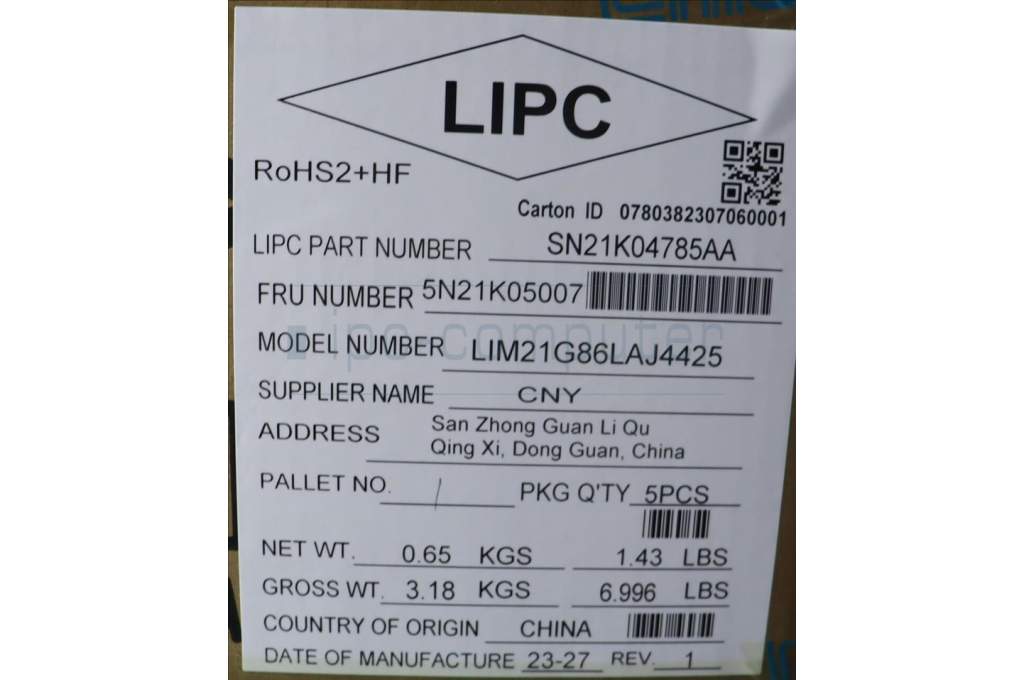 LIPC
RoHS2+HF
Carton ID 0780382307060001
LIPC PART NUMBER SN21K04785AA
FRU NUMBER 5N21K05007
ipc computer
MODEL NUMBER LIM21G86LAJ4425
SUPPLIER NAME CNY
ADDRESS San Zhong Guan Li Qu
Qing Xi, Dong Guan, China
PALLET NO. / PKG Q'TY 5PCS
NET WT. 0.65 KGS 1.43 LBS
GROSS WT. 3.18 KGS 6.996 LBS
COUNTRY OF ORIGIN CHINA
DATE OF MANUFACTURE 23-27 REV. 1